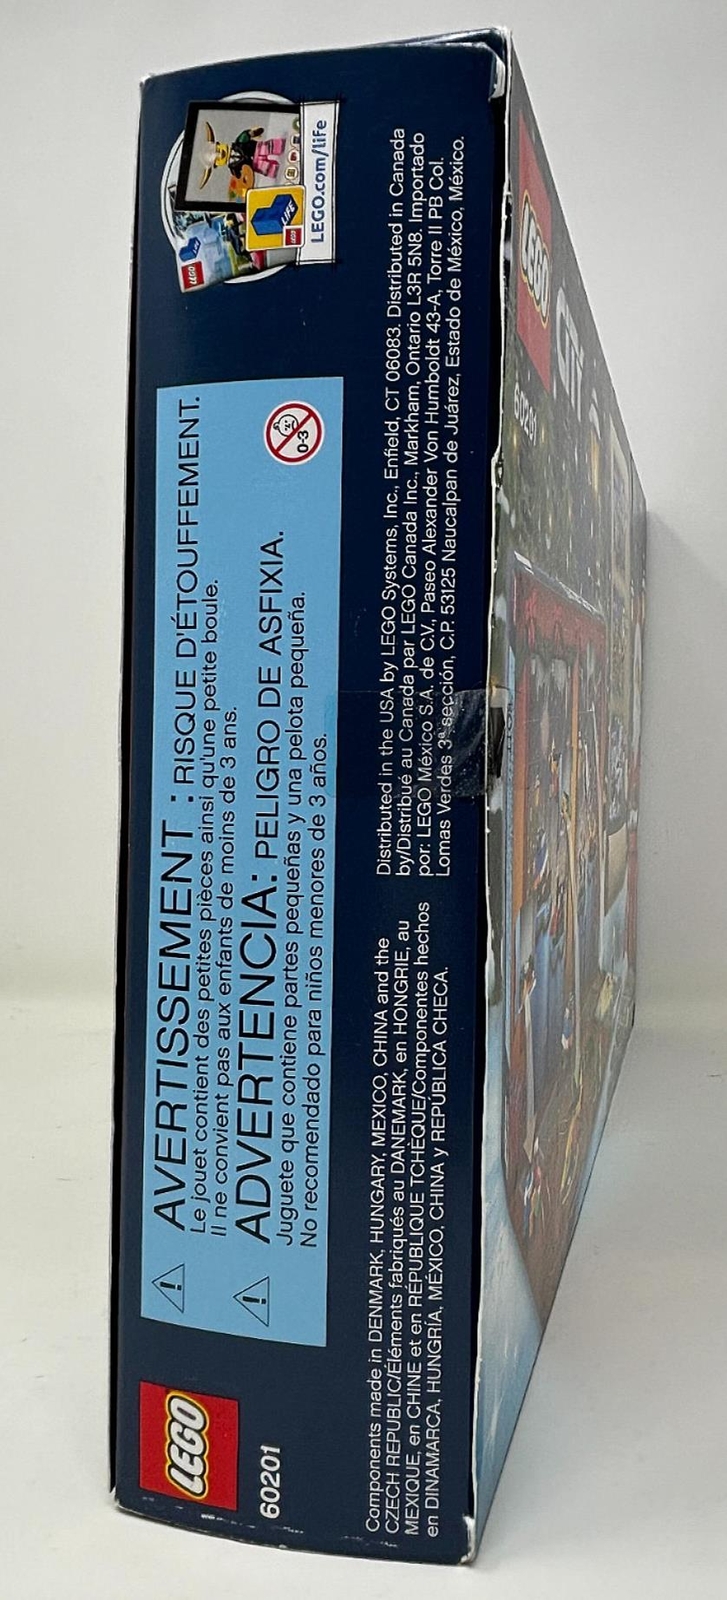 LEGO
60201
AVERTISSEMENT : RISQUE D'ÉTOUFFEMENT.
Le jouet contient des petites pièces ainsi qu'une petite boule.
Il ne convient pas aux enfants de moins de 3 ans.
ADVERTENCIA: PELIGRO DE ASFIXIA.
Juguete que contiene partes pequeñas y una pelota pequeña.
No recomendado para niños menores de 3 años.
0-3
LEGO
LIFE
LEGO
LEGO.com/life
Components made in DENMARK, HUNGARY, MEXICO, CHINA and the
CZECH REPUBLIC/Éléments fabriqués au DANEMARK, en HONGRIE, au
MEXIQUE, en CHINE et en RÉPUBLIQUE TCHÈQUE/Componentes hechos
en DINAMARCA, HUNGRÍA, MÉXICO, CHINA y REPÚBLICA CHECA.
Distributed in the USA by LEGO Systems, Inc., Enfield, CT 06083. Distributed in Canada
by/Distribué au Canada par LEGO Canada Inc., Markham, Ontario L3R 5N8. Importado
por: LEGO México S.A. de C.V., Paseo Alexander Von Humboldt 43-A, Torre II PB Col.
Lomas Verdes 3ª sección, C.P. 53125 Naucalpan de Juárez, Estado de México, México.
LEGO
CITY
60201